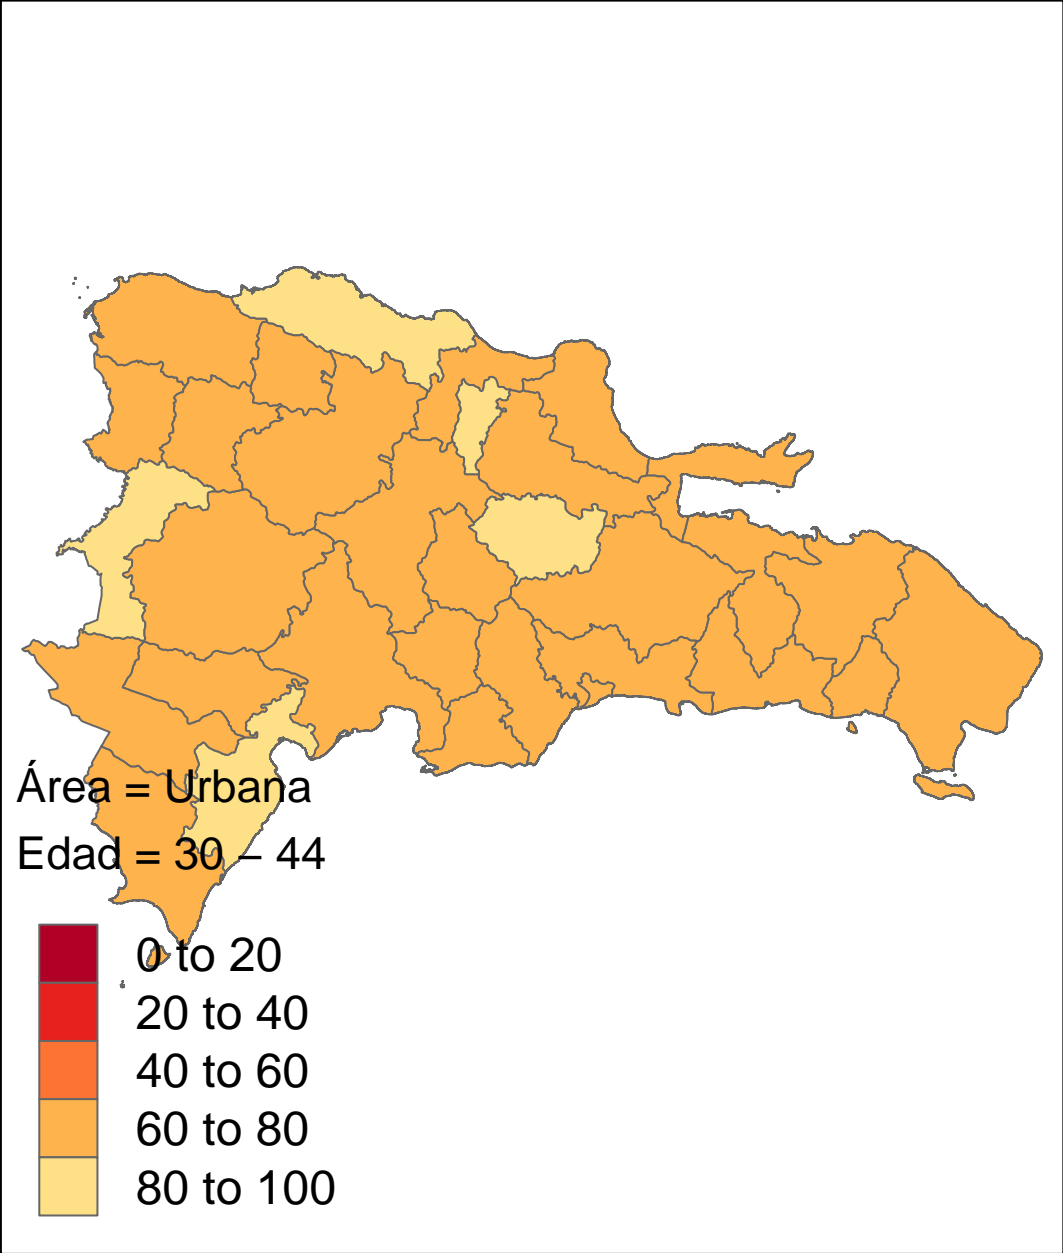 Área = Urbana
Edad = 30 – 44
0 to 20
20 to 40
40 to 60
60 to 80
80 to 100